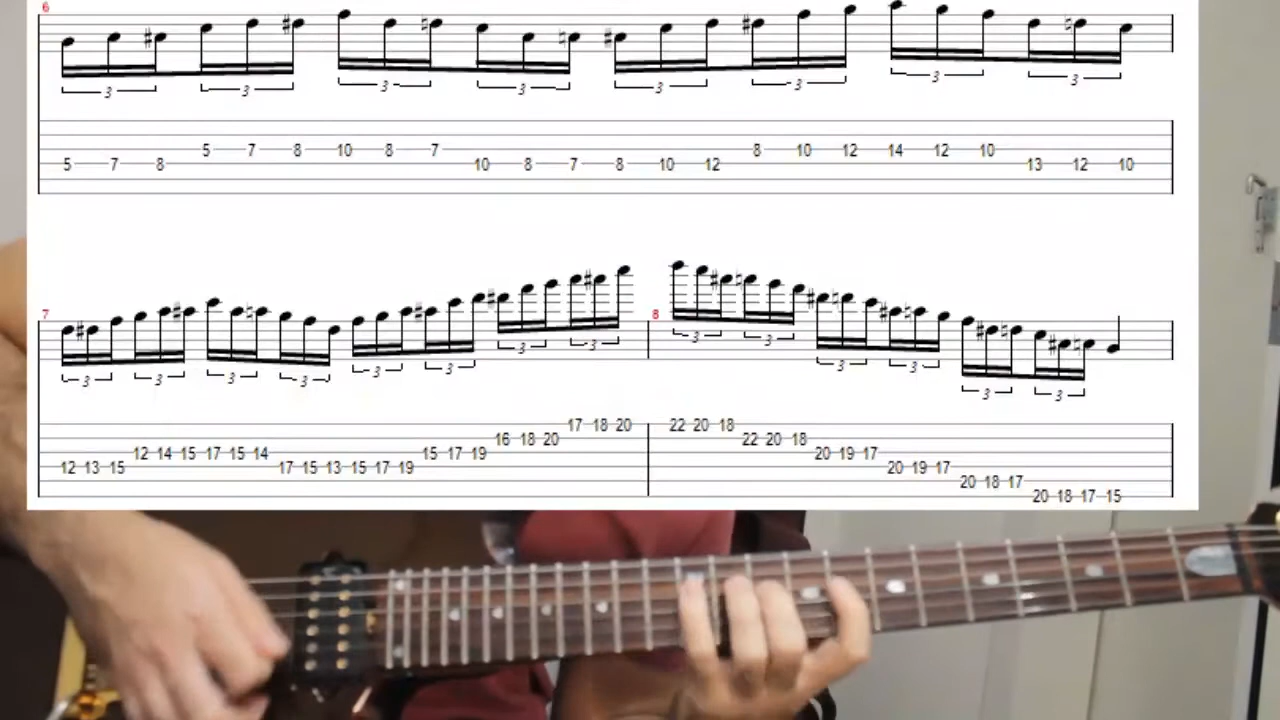 6
3 3 3 3 3 3 3 3
5 7 8 10 8 7 8 10 12 14 12 10
5 7 8 10 8 7 8 10 12 13 12 10
7 8
3 3 3 3 3 3 3 3 3 3 3 3 3 3
17 18 20 22 20 18
16 18 20 22 20 18
12 14 15 17 15 14 15 17 19 20 19 17
12 13 15 17 15 13 15 17 19 20 19 17
20 18 17
20 18 17 15